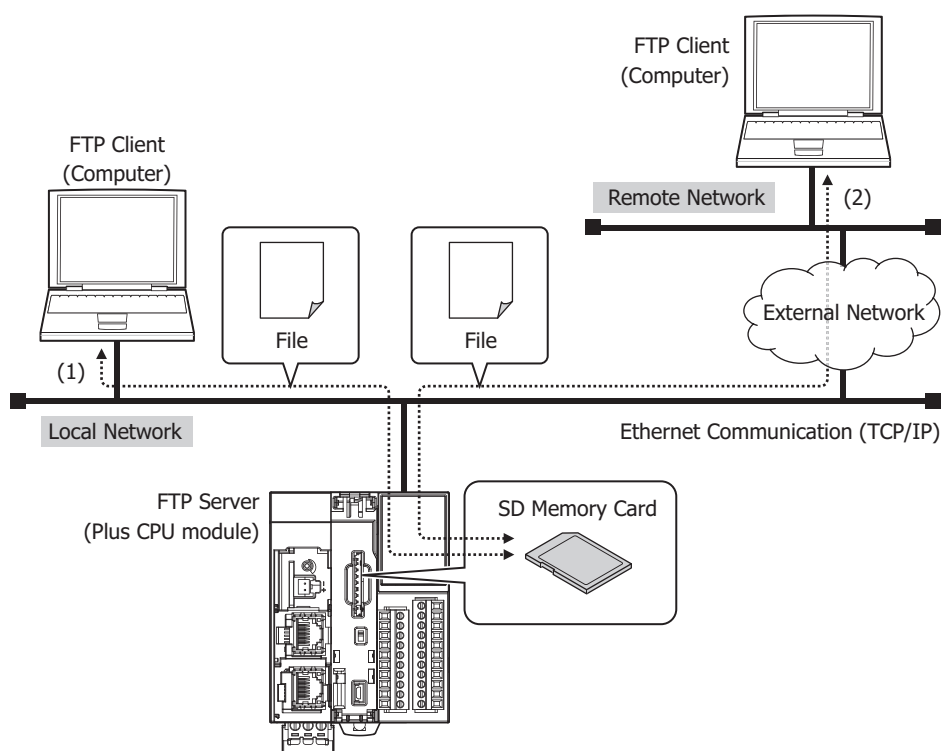 FTP Client
(Computer)
FTP Client
(Computer)
Remote Network
(2)
File
File
External Network
(1)
Local Network
Ethernet Communication (TCP/IP)
FTP Server
(Plus CPU module)
SD Memory Card